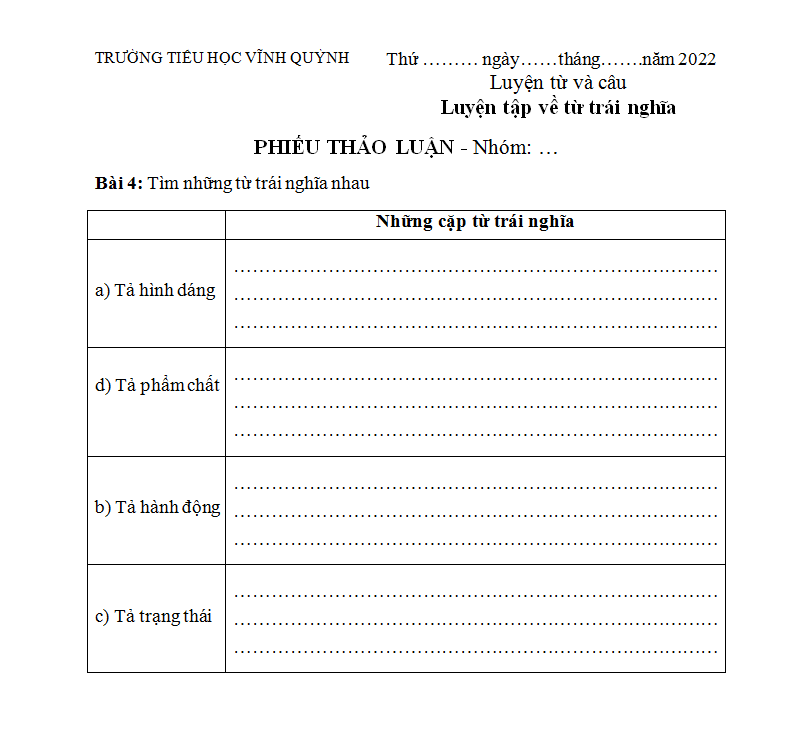 TRƯỜNG TIỂU HỌC VĨNH QUỲNH
Thứ ……… ngày……tháng…….năm 2022
Luyện từ và câu
Luyện tập về từ trái nghĩa
PHIẾU THẢO LUẬN - Nhóm: …
Bài 4: Tìm những từ trái nghĩa nhau
Những cặp từ trái nghĩa
a) Tả hình dáng
………………………………………………………………………………
………………………………………………………………………………
………………………………………………………………………………
d) Tả phẩm chất
………………………………………………………………………………
………………………………………………………………………………
………………………………………………………………………………
b) Tả hành động
………………………………………………………………………………
………………………………………………………………………………
………………………………………………………………………………
c) Tả trạng thái
………………………………………………………………………………
………………………………………………………………………………
………………………………………………………………………………